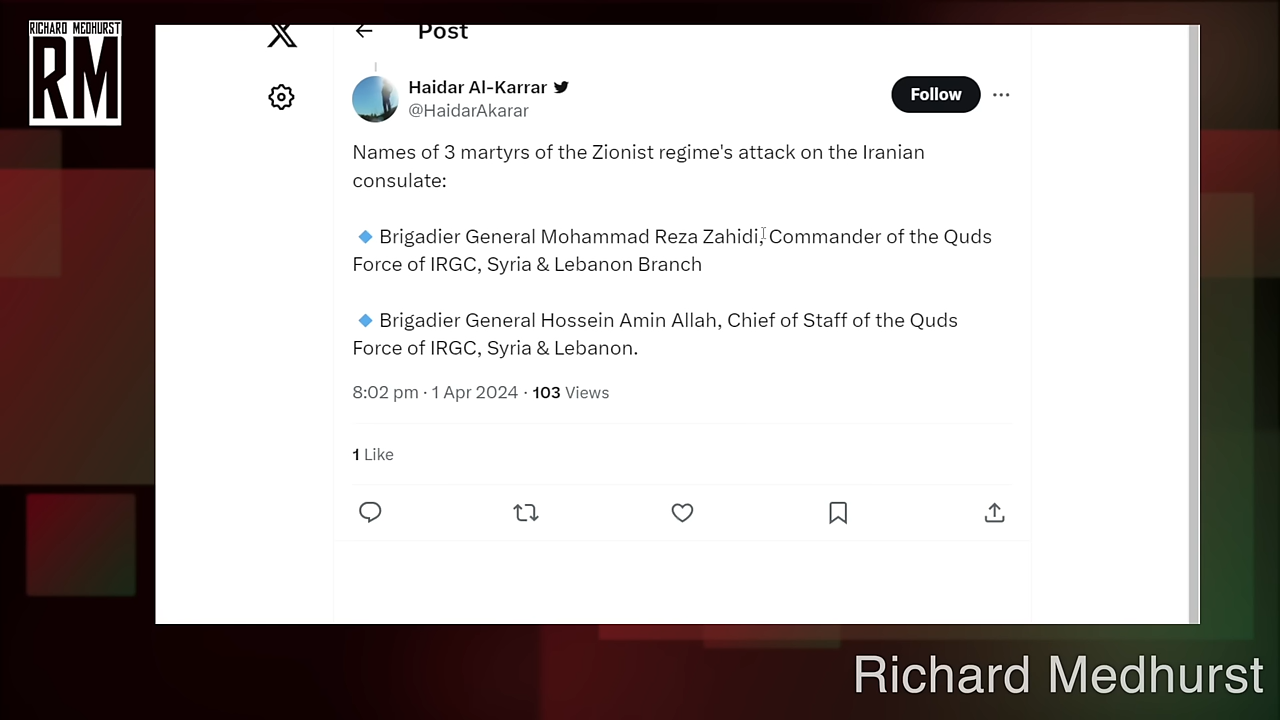 RICHARD MEDHURST
RM
Post
Haidar Al-Karrar
@HaidarAkarar
Follow
Names of 3 martyrs of the Zionist regime's attack on the Iranian
consulate:
Brigadier General Mohammad Reza Zahidi, Commander of the Quds
Force of IRGC, Syria & Lebanon Branch
Brigadier General Hossein Amin Allah, Chief of Staff of the Quds
Force of IRGC, Syria & Lebanon.
8:02 pm · 1 Apr 2024 · 103 Views
1 Like
Richard Medhurst